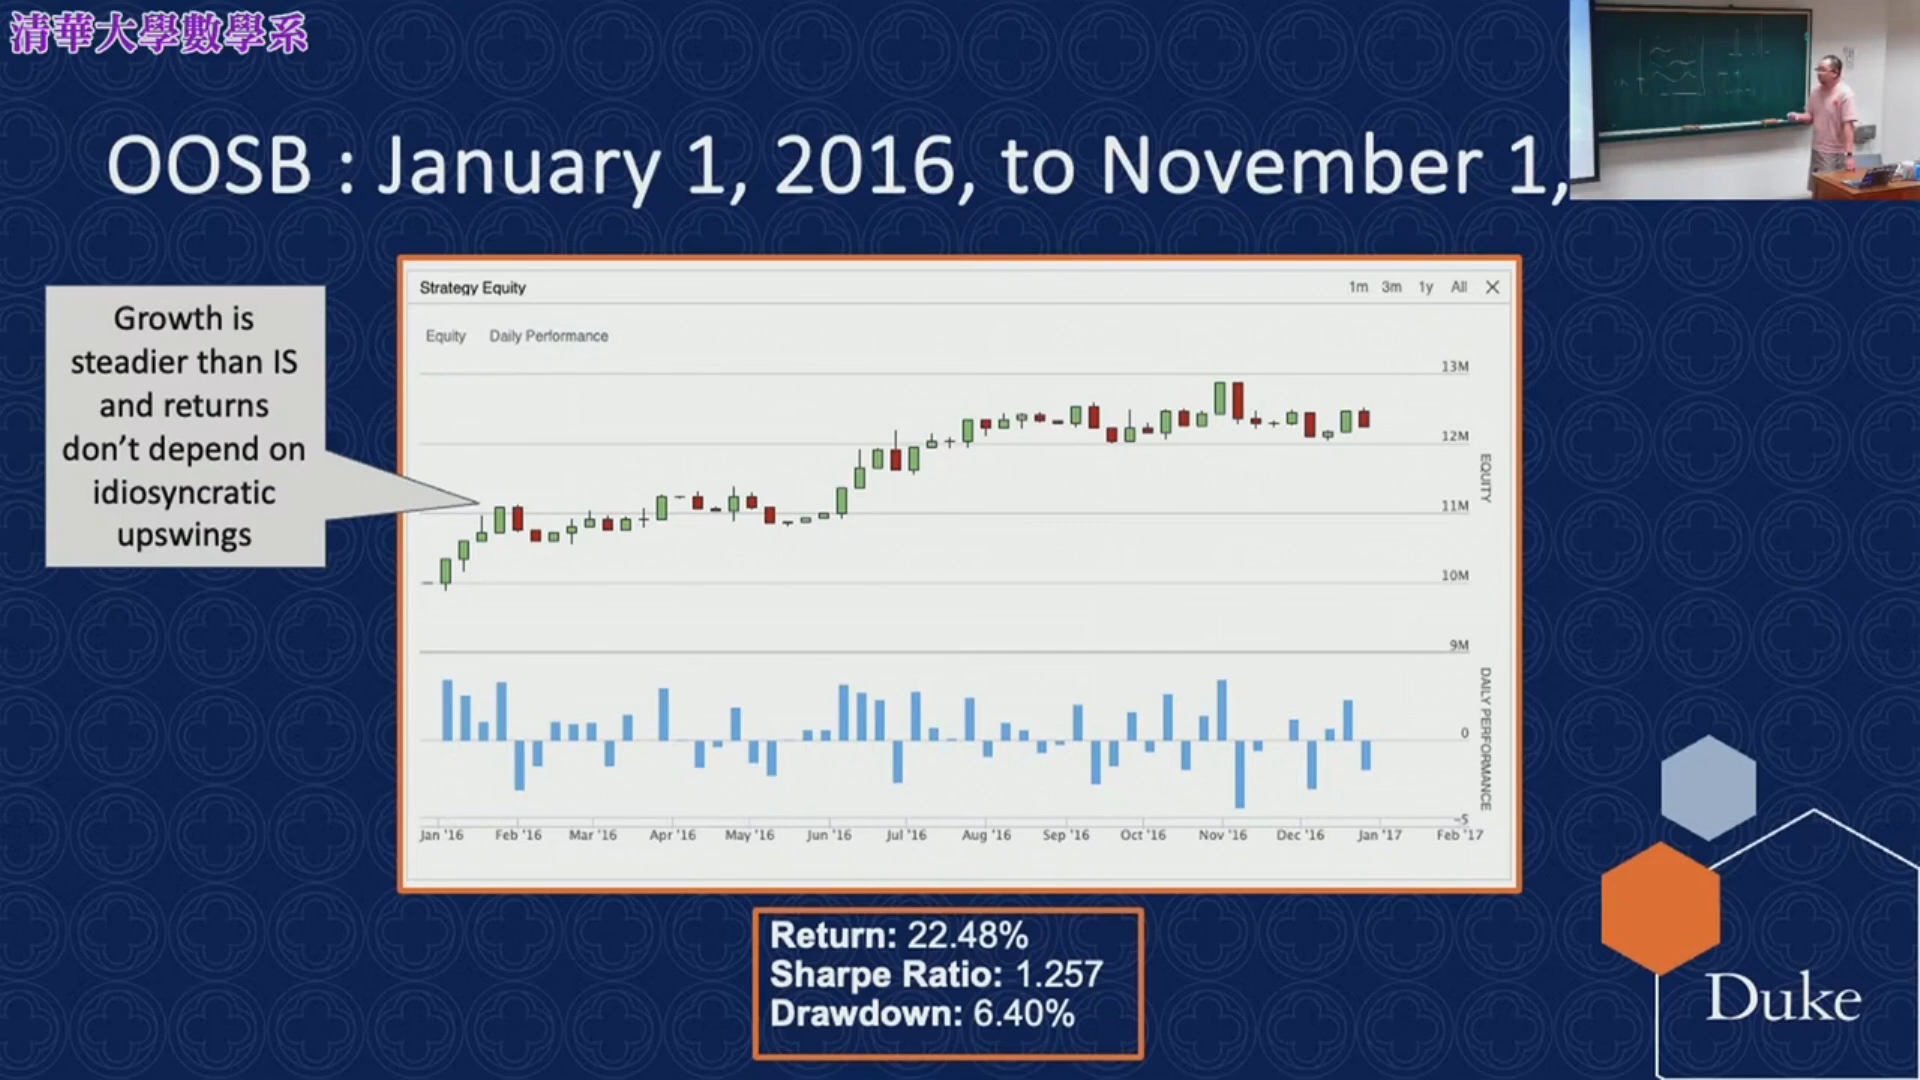 清華大學數學系
OOSB : January 1, 2016, to November 1,
Growth is
steadier than IS
and returns
don't depend on
idiosyncratic
upswings
Strategy Equity
1m 3m 1y All
Equity Daily Performance
13M
12M
11M
10M
9M
EQUITY
0
-5
DAILY PERFORMANCE
Jan '16 Feb '16 Mar '16 Apr '16 May '16 Jun '16 Jul '16 Aug '16 Sep '16 Oct '16 Nov '16 Dec '16 Jan '17 Feb '17
Return: 22.48%
Sharpe Ratio: 1.257
Drawdown: 6.40%
Duke